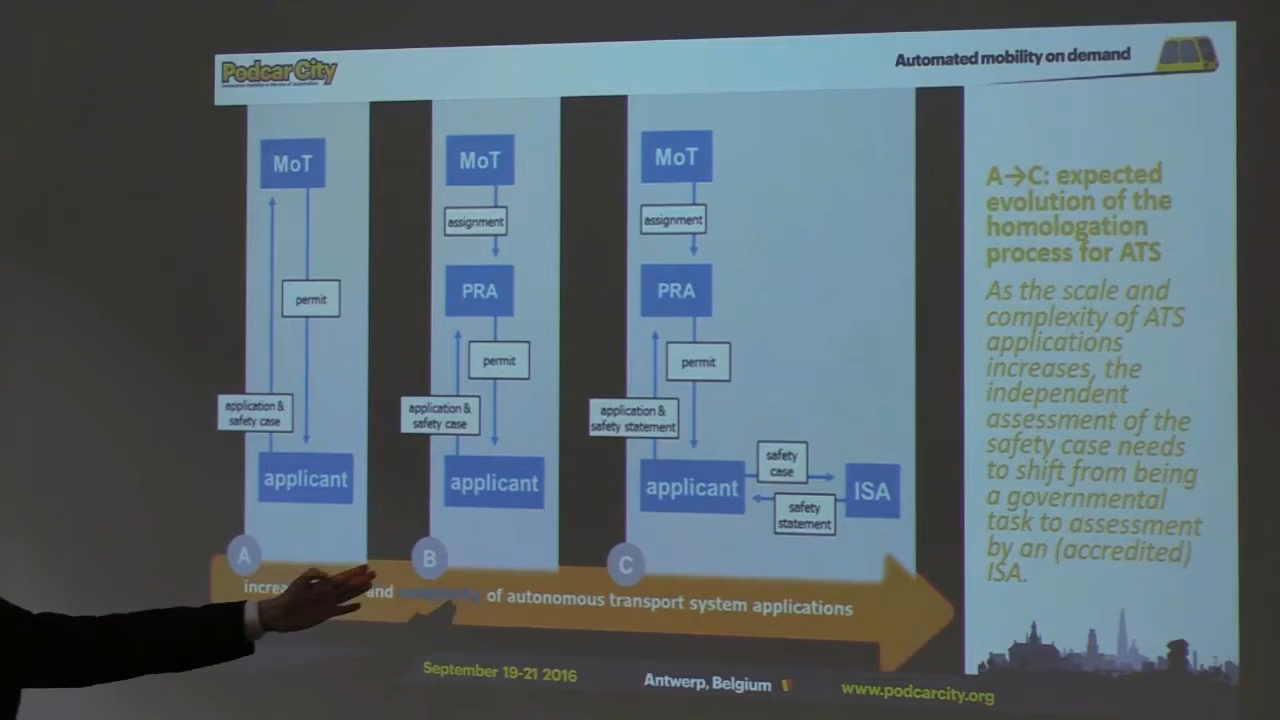 Podcar City
Automated mobility on demand
MoT
permit
application &
safety case
applicant
A
MoT
assignment
PRA
permit
application &
safety case
applicant
B
MoT
assignment
PRA
permit
application &
safety statement
applicant
safety
case
safety
statement
ISA
C
and of autonomous transport system applications
A→C: expected
evolution of the
homologation
process for ATS
As the scale and
complexity of ATS
applications
increases, the
independent
assessment of the
safety case needs
to shift from being
a governmental
task to assessment
by an (accredited)
ISA.
September 19-21 2016
Antwerp, Belgium
www.podcarcity.org